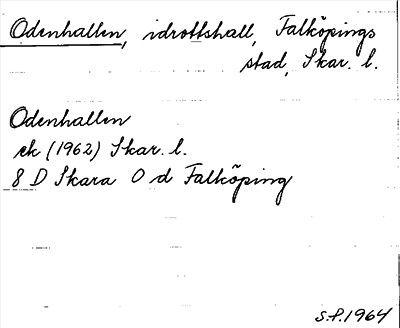 Odenhallen, idrottshall, Falköpings
stad, Skar. l.
Odenhallen
ek (1962) Skar. l.
8 D Skara O d Falköping
S.P. 1964